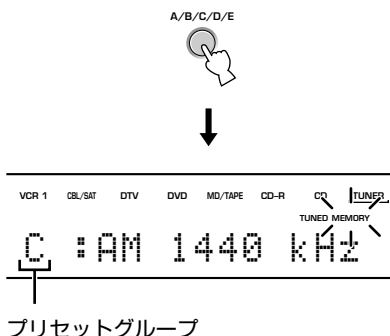 A/B/C/D/E
VCR 1 CBL/SAT DTV DVD MD/TAPE CD-R CD TUNER
TUNED MEMORY
C :AM 1440 kHz
プリセットグループ